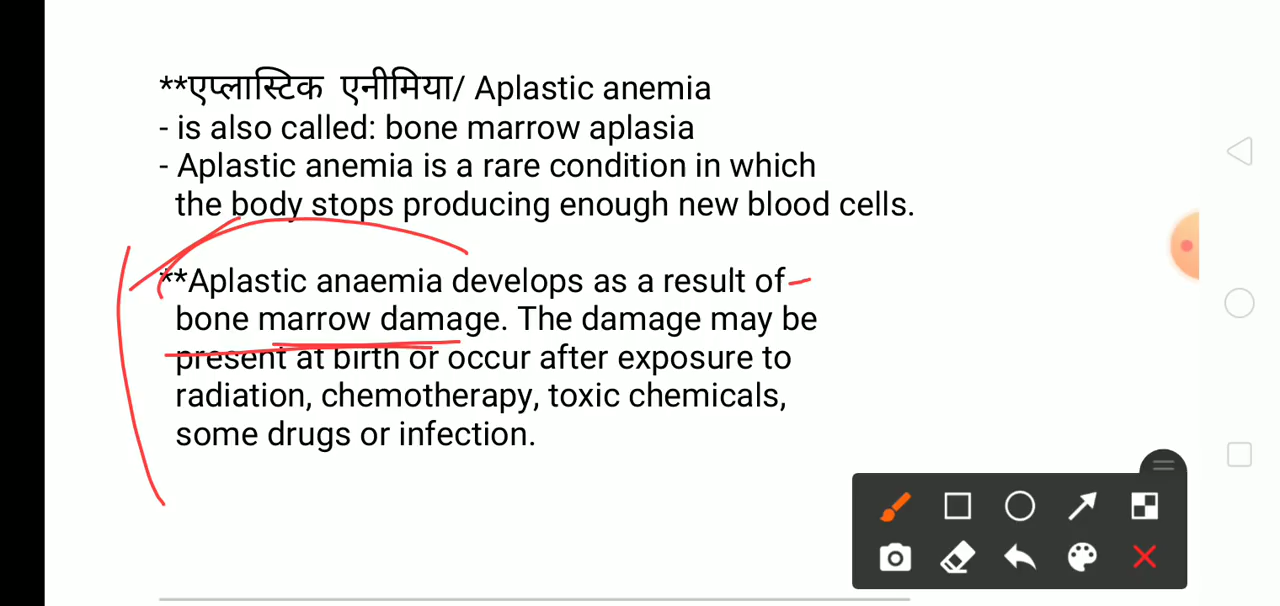 **एप्लास्टिक एनीमिया/ Aplastic anemia
- is also called: bone marrow aplasia
- Aplastic anemia is a rare condition in which
the body stops producing enough new blood cells.
**Aplastic anaemia develops as a result of
bone marrow damage. The damage may be
present at birth or occur after exposure to
radiation, chemotherapy, toxic chemicals,
some drugs or infection.